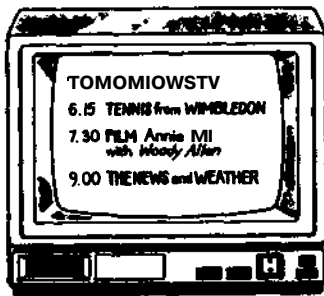 TOMOMIOWSTV
6.15 TENNIS from WIMBLEDON
7.30 FILM Annie MI
with Woody Allen
9.00 THE NEWS and WEATHER